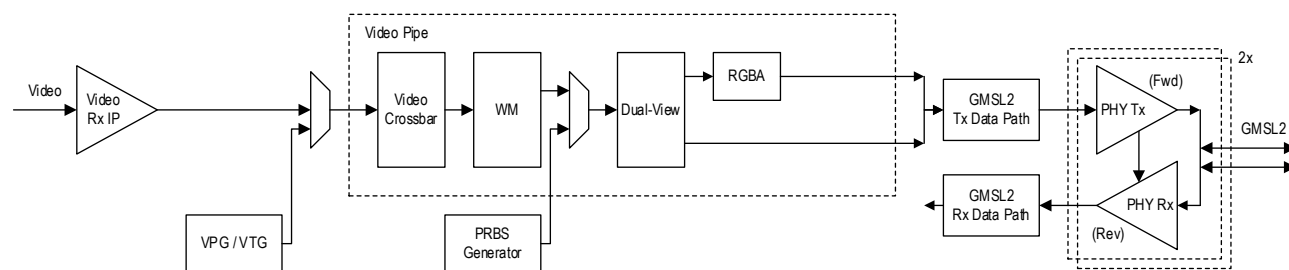 Video Pipe
2x
Video
Video
Rx IP
Video
Crossbar
WM
Dual-View
RGBA
GMSL2
Tx Data Path
(Fwd)
PHY Tx
GMSL2
GMSL2
Rx Data Path
PHY Rx
(Rev)
VPG / VTG
PRBS
Generator